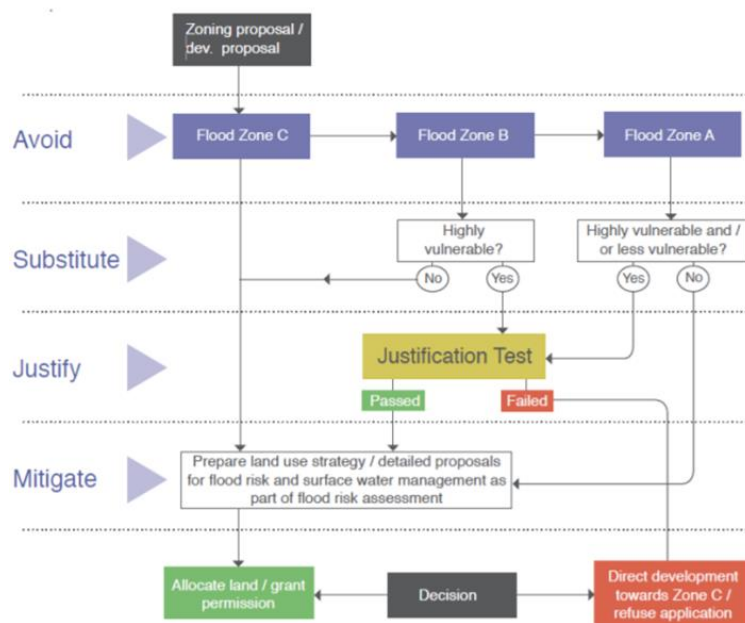 Zoning proposal /
dev. proposal
Avoid
Flood Zone C
Flood Zone B
Flood Zone A
Substitute
Highly
vulnerable?
No
Yes
Highly vulnerable and /
or less vulnerable?
Yes
No
Justify
Justification Test
Passed
Failed
Mitigate
Prepare land use strategy / detailed proposals
for flood risk and surface water management as
part of flood risk assessment
Allocate land / grant
permission
Decision
Direct development
towards Zone C /
refuse application